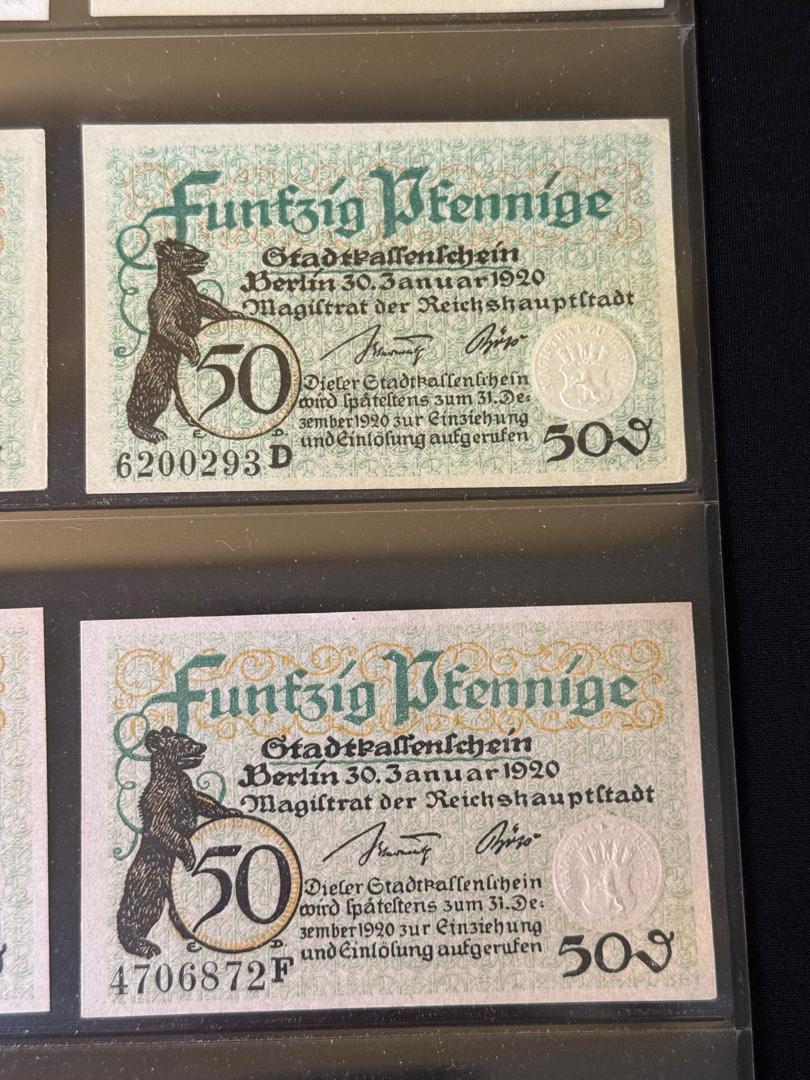 Funfzig Pfennige
Stadtkassenschein
Berlin 30. Januar 1920
Magistrat der Reichshauptstadt
50
Dieser Stadtkassenschein
wird spätestens zum 31. De=
zember 1920 zur Einziehung
und Einlösung aufgerufen
50₰
6200293 D
Funfzig Pfennige
Stadtkassenschein
Berlin 30. Januar 1920
Magistrat der Reichshauptstadt
50
Dieser Stadtkassenschein
wird spätestens zum 31. De=
zember 1920 zur Einziehung
und Einlösung aufgerufen
50₰
4706872 F